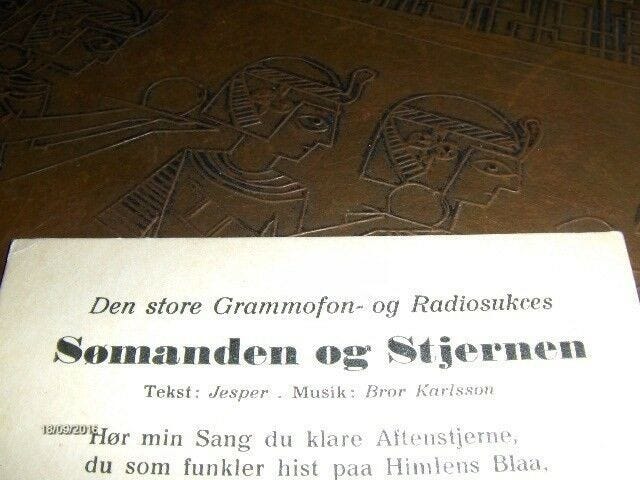 Den store Grammofon- og Radiosukces
Sømanden og Stjernen
Tekst: Jesper . Musik: Bror Karlsson
18/09/2016
Hør min Sang du klare Aftenstjerne,
du som funkler hist paa Himlens Blaa,